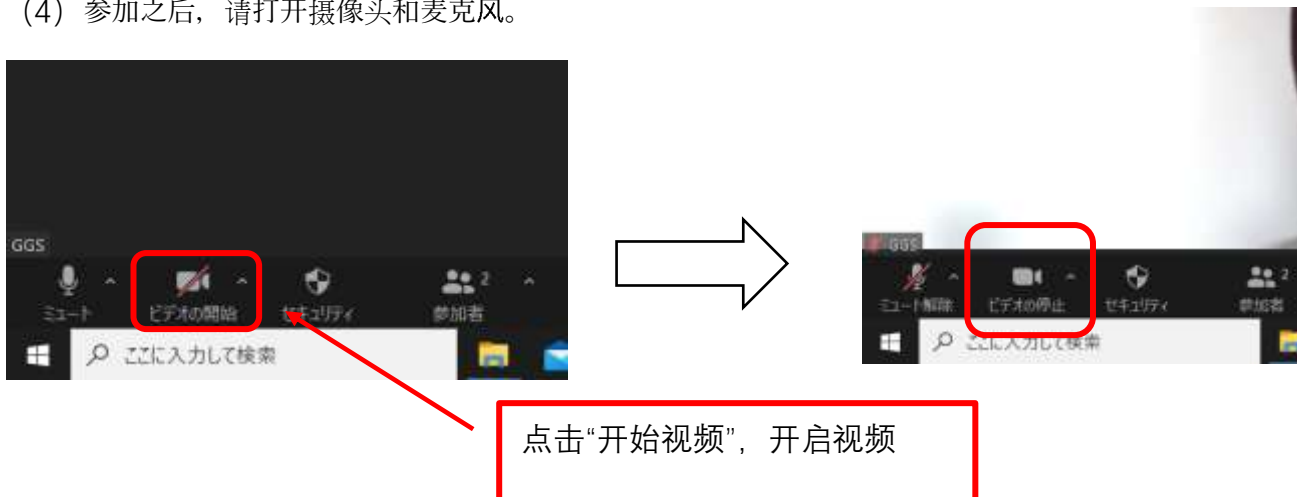 （4）参加之后，请打开摄像头和麦克风。
GGS
ミュート
ビデオの開始
セキュリティ
参加者
2
ここに入力して検索
GGS
ミュート解除
ビデオの停止
セキュリティ
参加者
2
ここに入力して検索
点击“开始视频”，开启视频